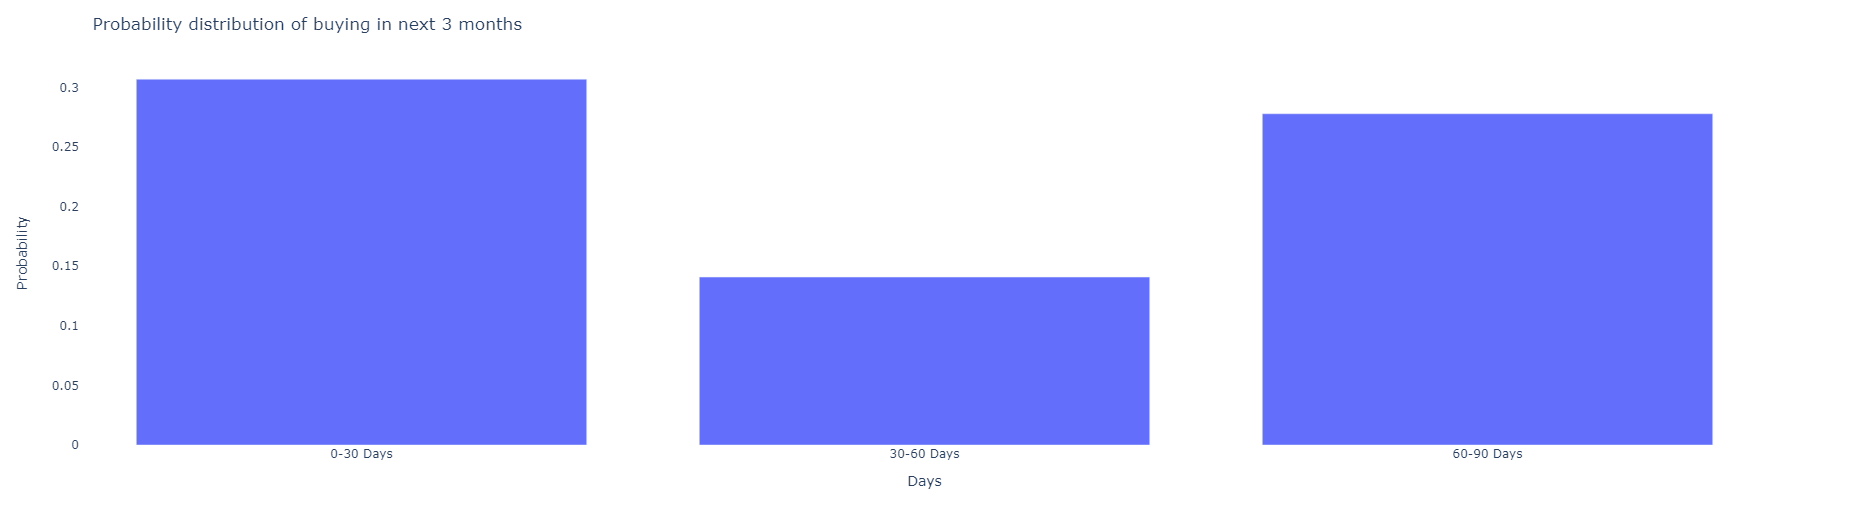 Probability distribution of buying in next 3 months
0.3
0.25
0.2
0.15
0.1
0.05
0
Probability
0-30 Days
30-60 Days
60-90 Days
Days